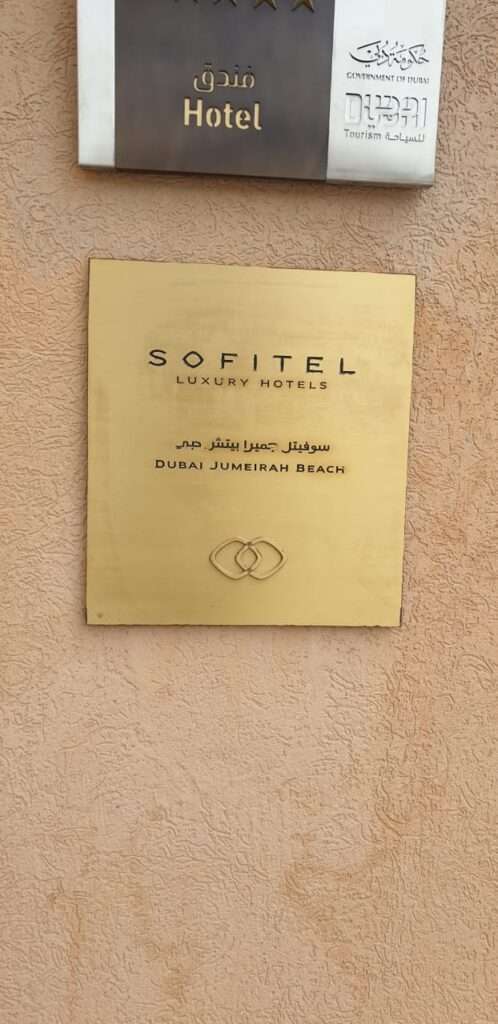 فندق
Hotel
حكومة دبي
GOVERNMENT OF DUBAI
DUBAI
Tourism للسياحة
SOFITEL
LUXURY HOTELS
سوفيتل جميرا بيتش دبي
DUBAI JUMEIRAH BEACH